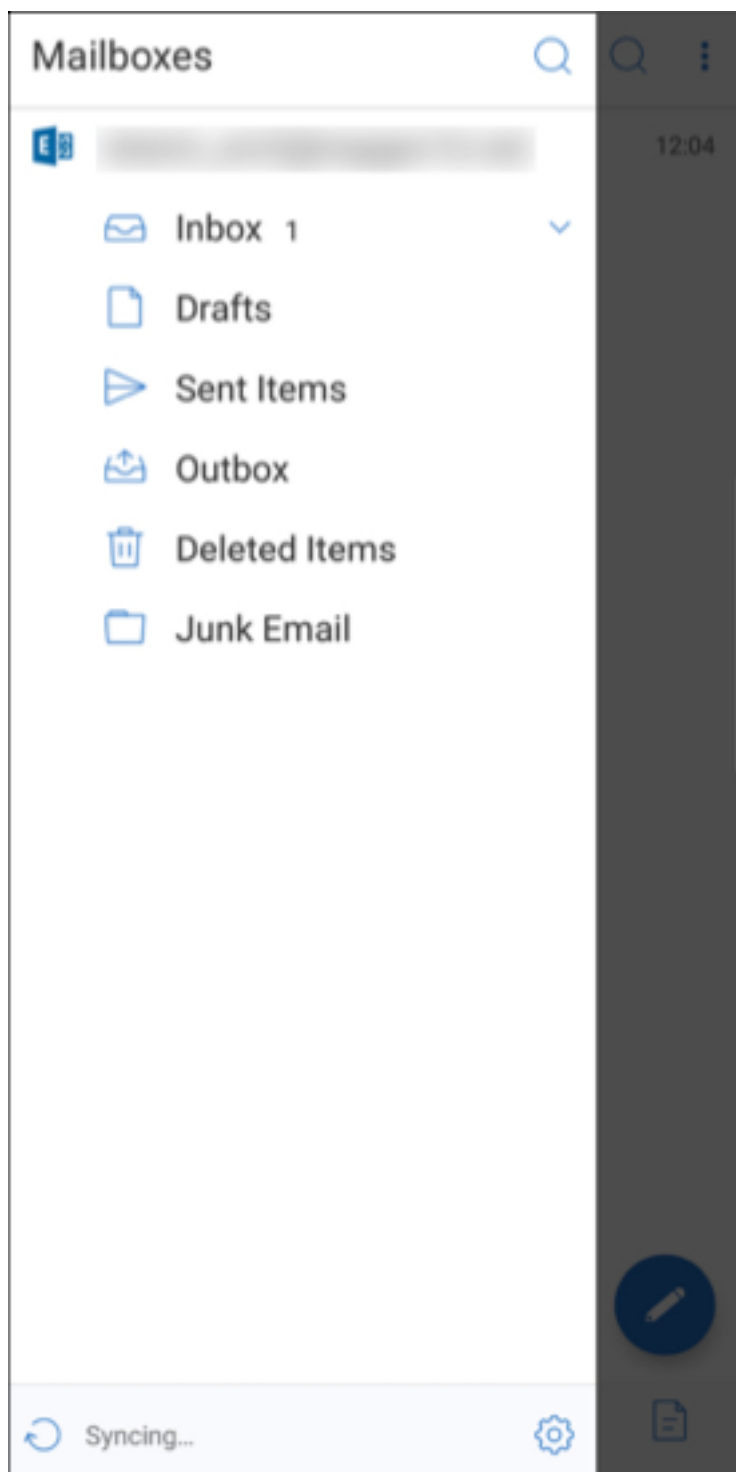 Mailboxes
12:04
Inbox 1
Drafts
Sent Items
Outbox
Deleted Items
Junk Email
Syncing...